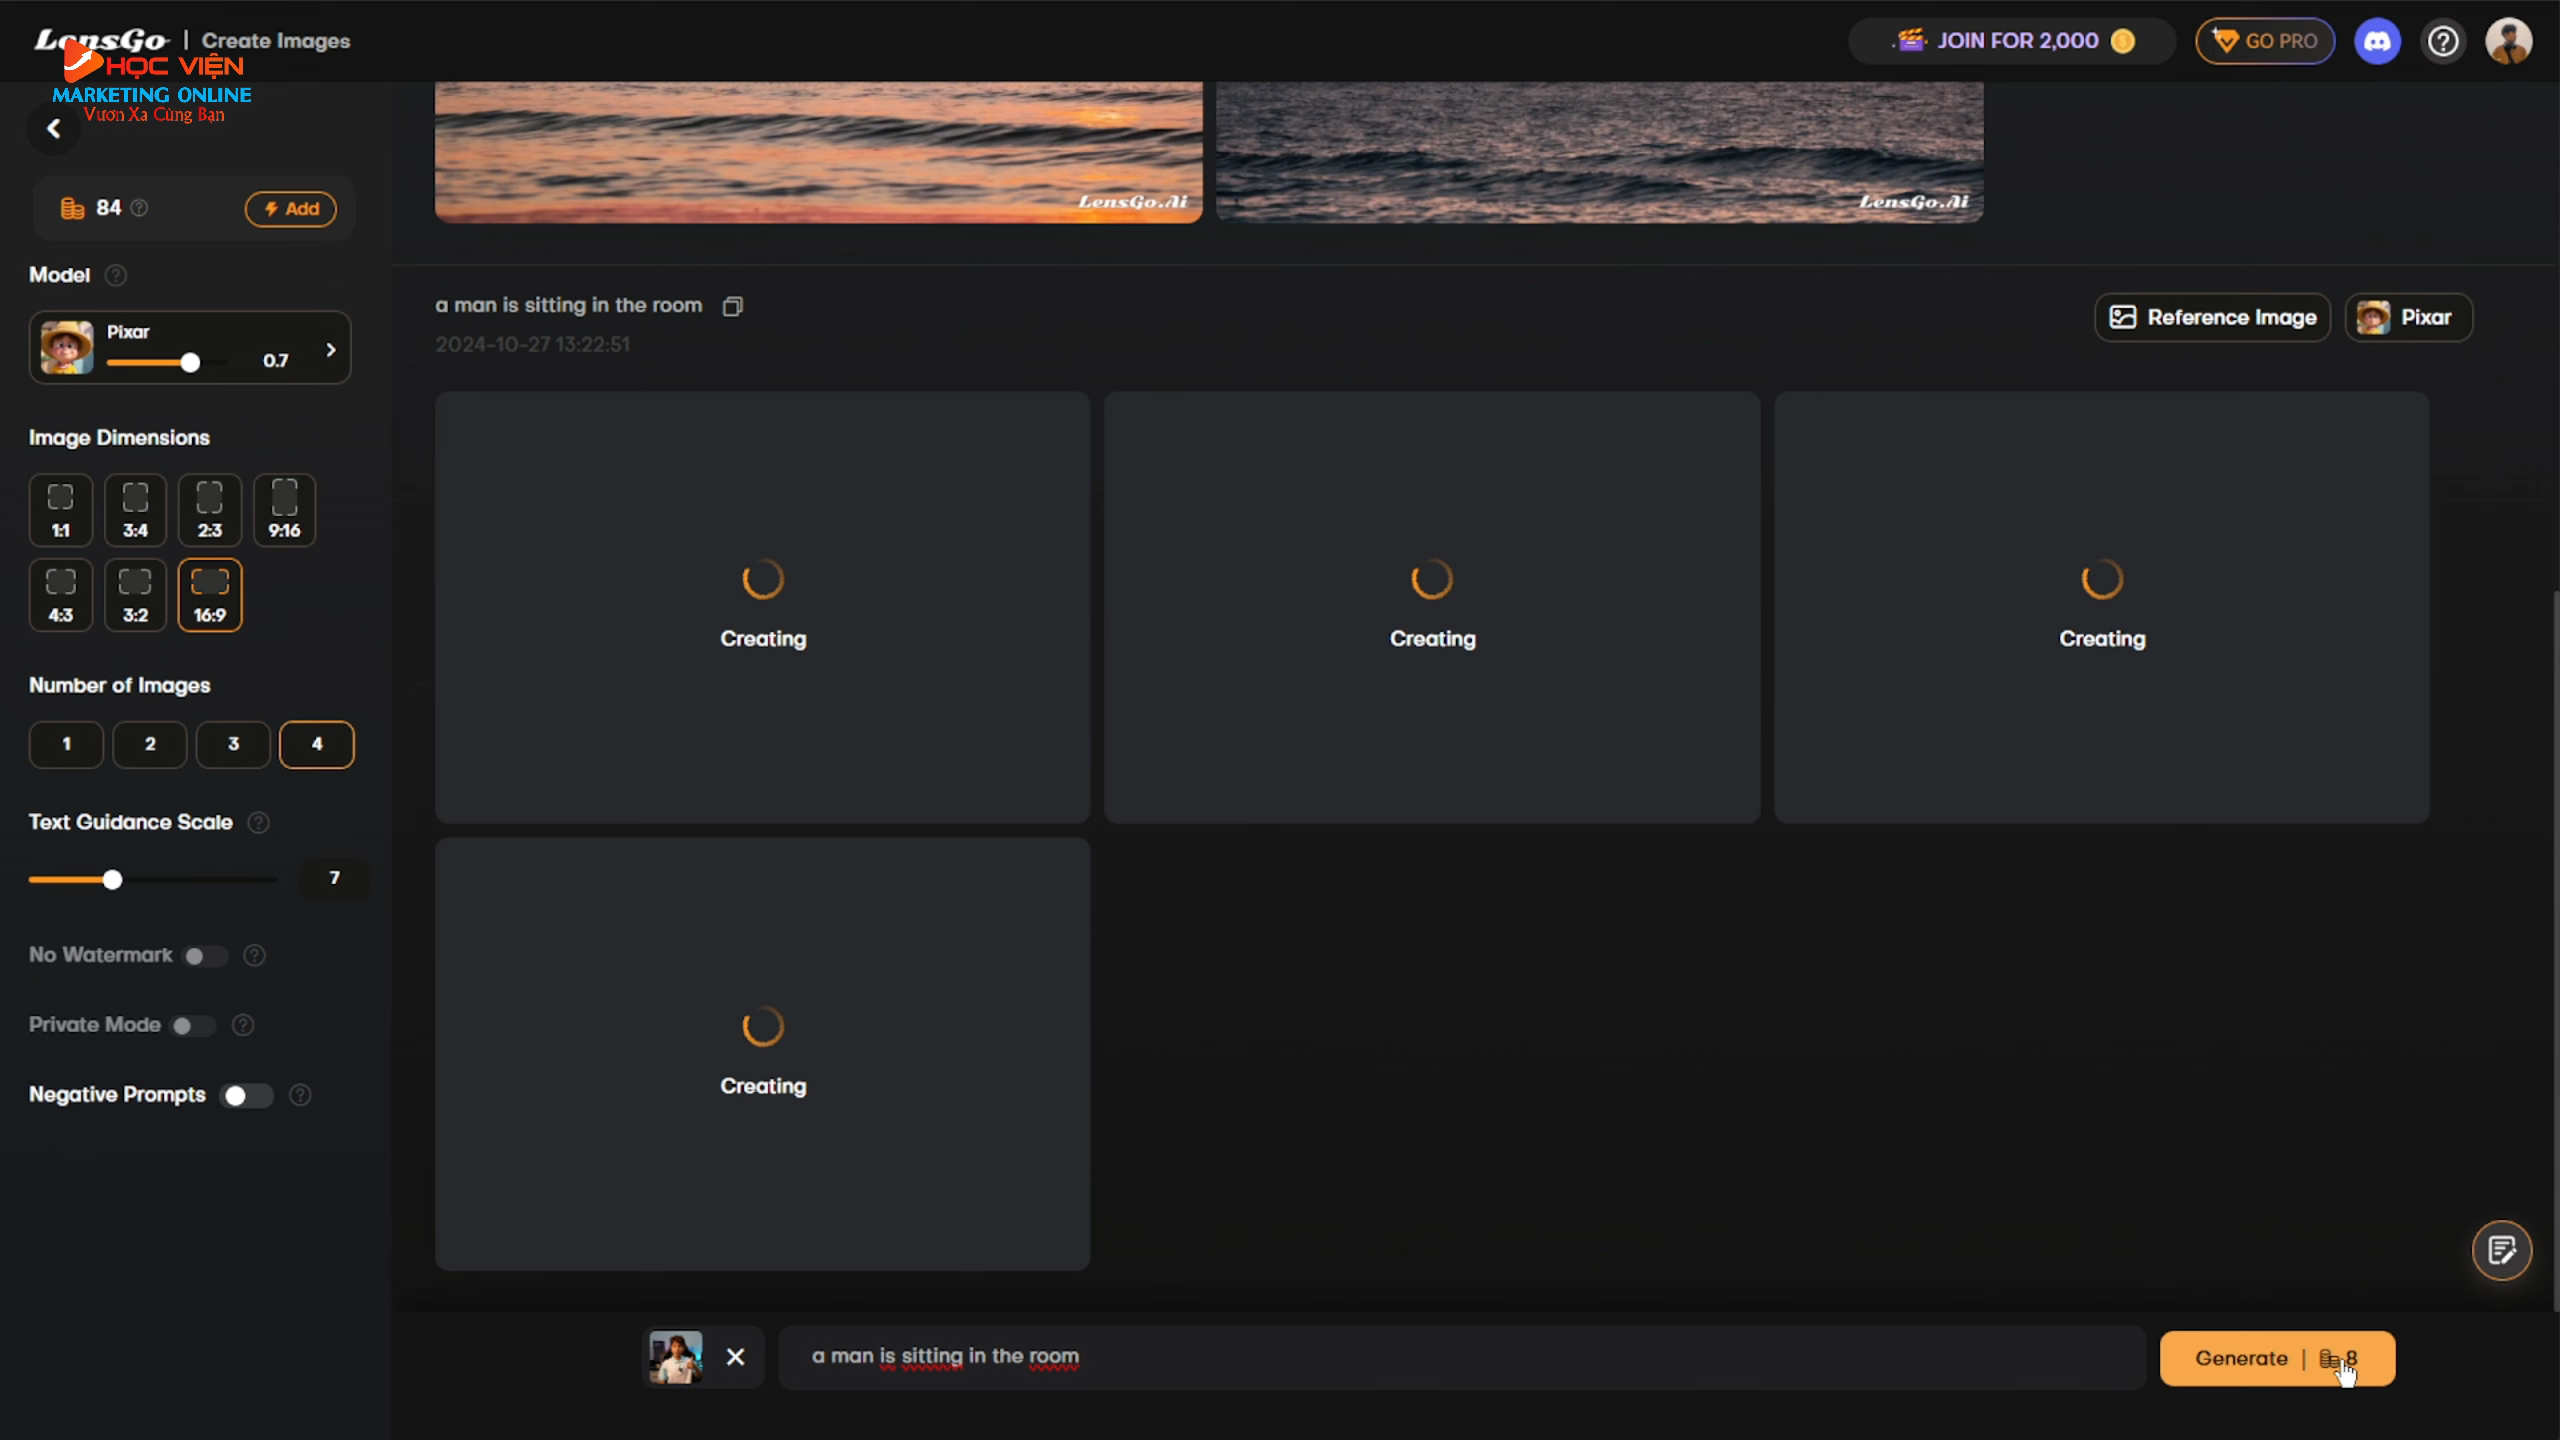 LensGo | Create Images
JOIN FOR 2,000
GO PRO
HỌC VIỆN
MARKETING ONLINE
Vươn Xa Cùng Bạn
84
Add
LensGo.Ai
LensGo.Ai
Model
Pixar
0.7
a man is sitting in the room
2024-10-27 13:22:51
Reference Image
Pixar
Image Dimensions
1:1 3:4 2:3 9:16
4:3 3:2 16:9
Number of Images
1 2 3 4
Text Guidance Scale
7
No Watermark
Private Mode
Negative Prompts
Creating Creating Creating
Creating
a man is sitting in the room
Generate | 8